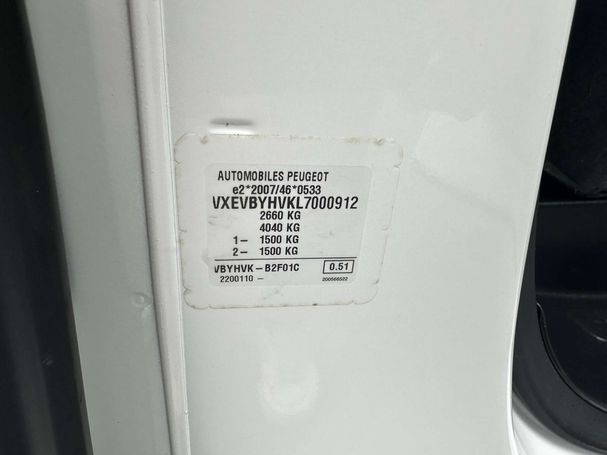 AUTOMOBILES PEUGEOT
e2*2007/46*0533
VXEVBYHVKL7000912
2660 KG
4040 KG
1– 1500 KG
2– 1500 KG
VBYHVK – B2F01C 0.51
2200110 – 200566522